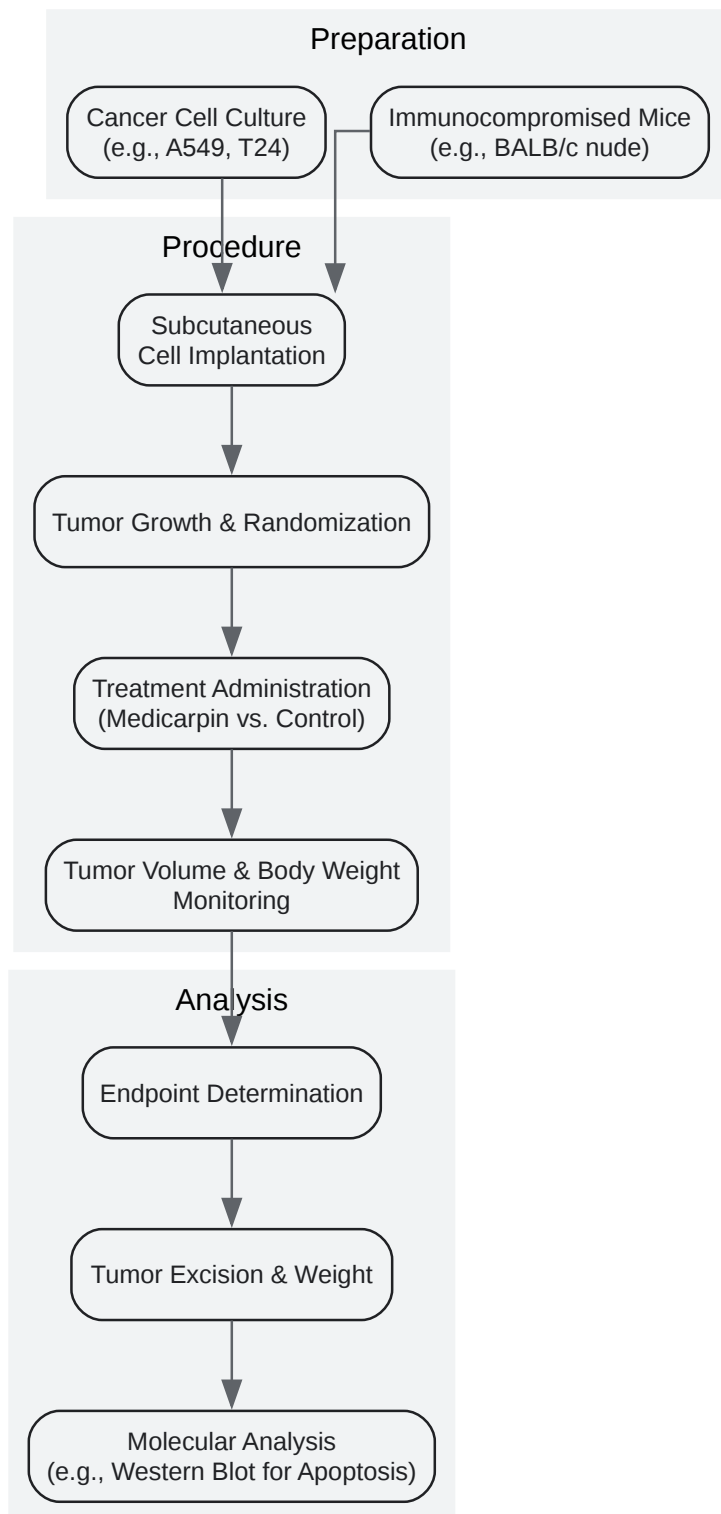 Preparation
Cancer Cell Culture
(e.g., A549, T24)
Immunocompromised Mice
(e.g., BALB/c nude)
Procedure
Subcutaneous
Cell Implantation
Tumor Growth & Randomization
Treatment Administration
(Medicarpin vs. Control)
Tumor Volume & Body Weight
Monitoring
Analysis
Endpoint Determination
Tumor Excision & Weight
Molecular Analysis
(e.g., Western Blot for Apoptosis)